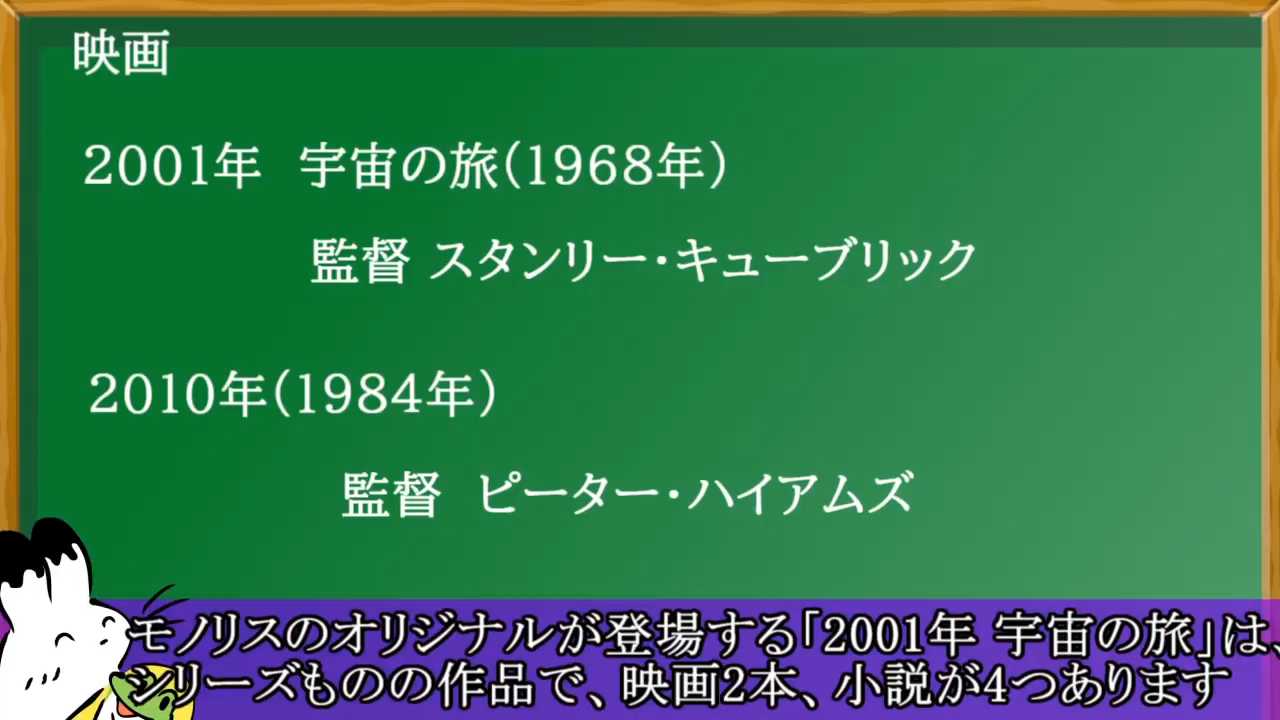 映画
2001年　宇宙の旅(1968年)
監督 スタンリー・キューブリック
2010年(1984年)
監督　ピーター・ハイアムズ
モノリスのオリジナルが登場する「2001年 宇宙の旅」は、
シリーズものの作品で、映画2本、小説が4つあります